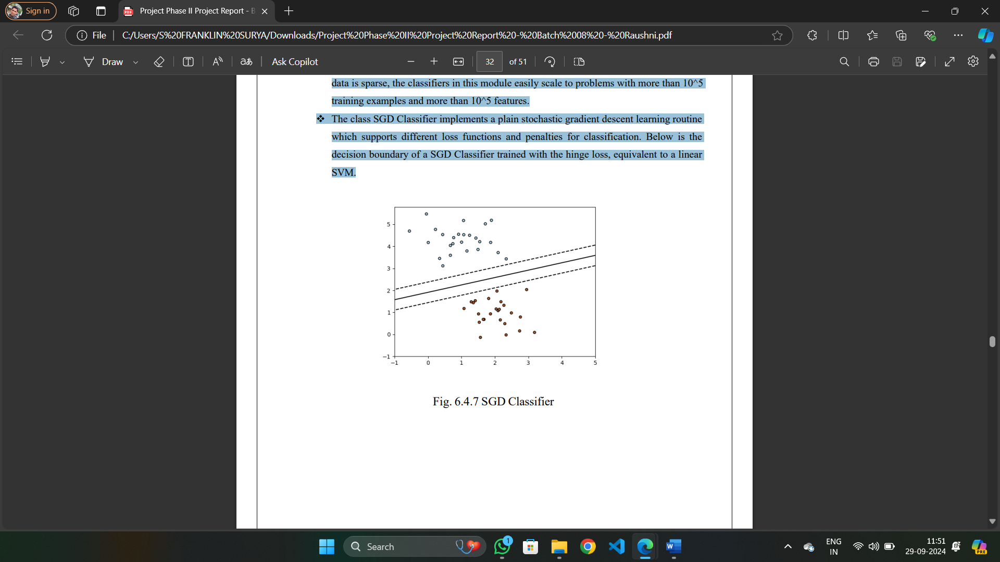 Sign in
Project Phase II Project Report - B
File
C:/Users/S%20FRANKLIN%20SURYA/Downloads/Project%20Phase%20II%20Project%20Report%20-%20Batch%2008%20-%20Raushni.pdf
Draw
aあ
Ask Copilot
32 of 51
data is sparse, the classifiers in this module easily scale to problems with more than 10^5
training examples and more than 10^5 features.
❖ The class SGD Classifier implements a plain stochastic gradient descent learning routine
which supports different loss functions and penalties for classification. Below is the
decision boundary of a SGD Classifier trained with the hinge loss, equivalent to a linear
SVM.
5
4
3
2
1
0
−1
−1 0 1 2 3 4 5
Fig. 6.4.7 SGD Classifier
Search
1
ENG
IN
11:51
29-09-2024
PRE